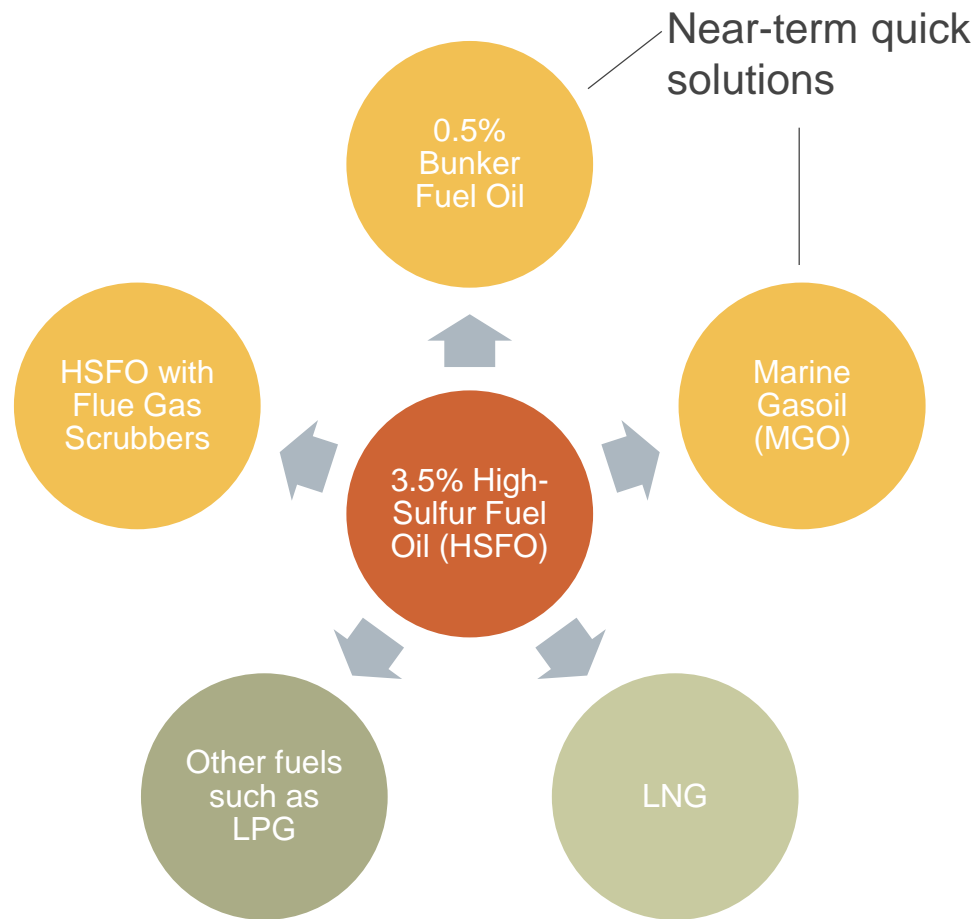 Near-term quick
solutions
0.5%
Bunker
Fuel Oil
HSFO with
Flue Gas
Scrubbers
Marine
Gasoil
(MGO)
3.5% High-
Sulfur Fuel
Oil (HSFO)
Other fuels
such as
LPG
LNG